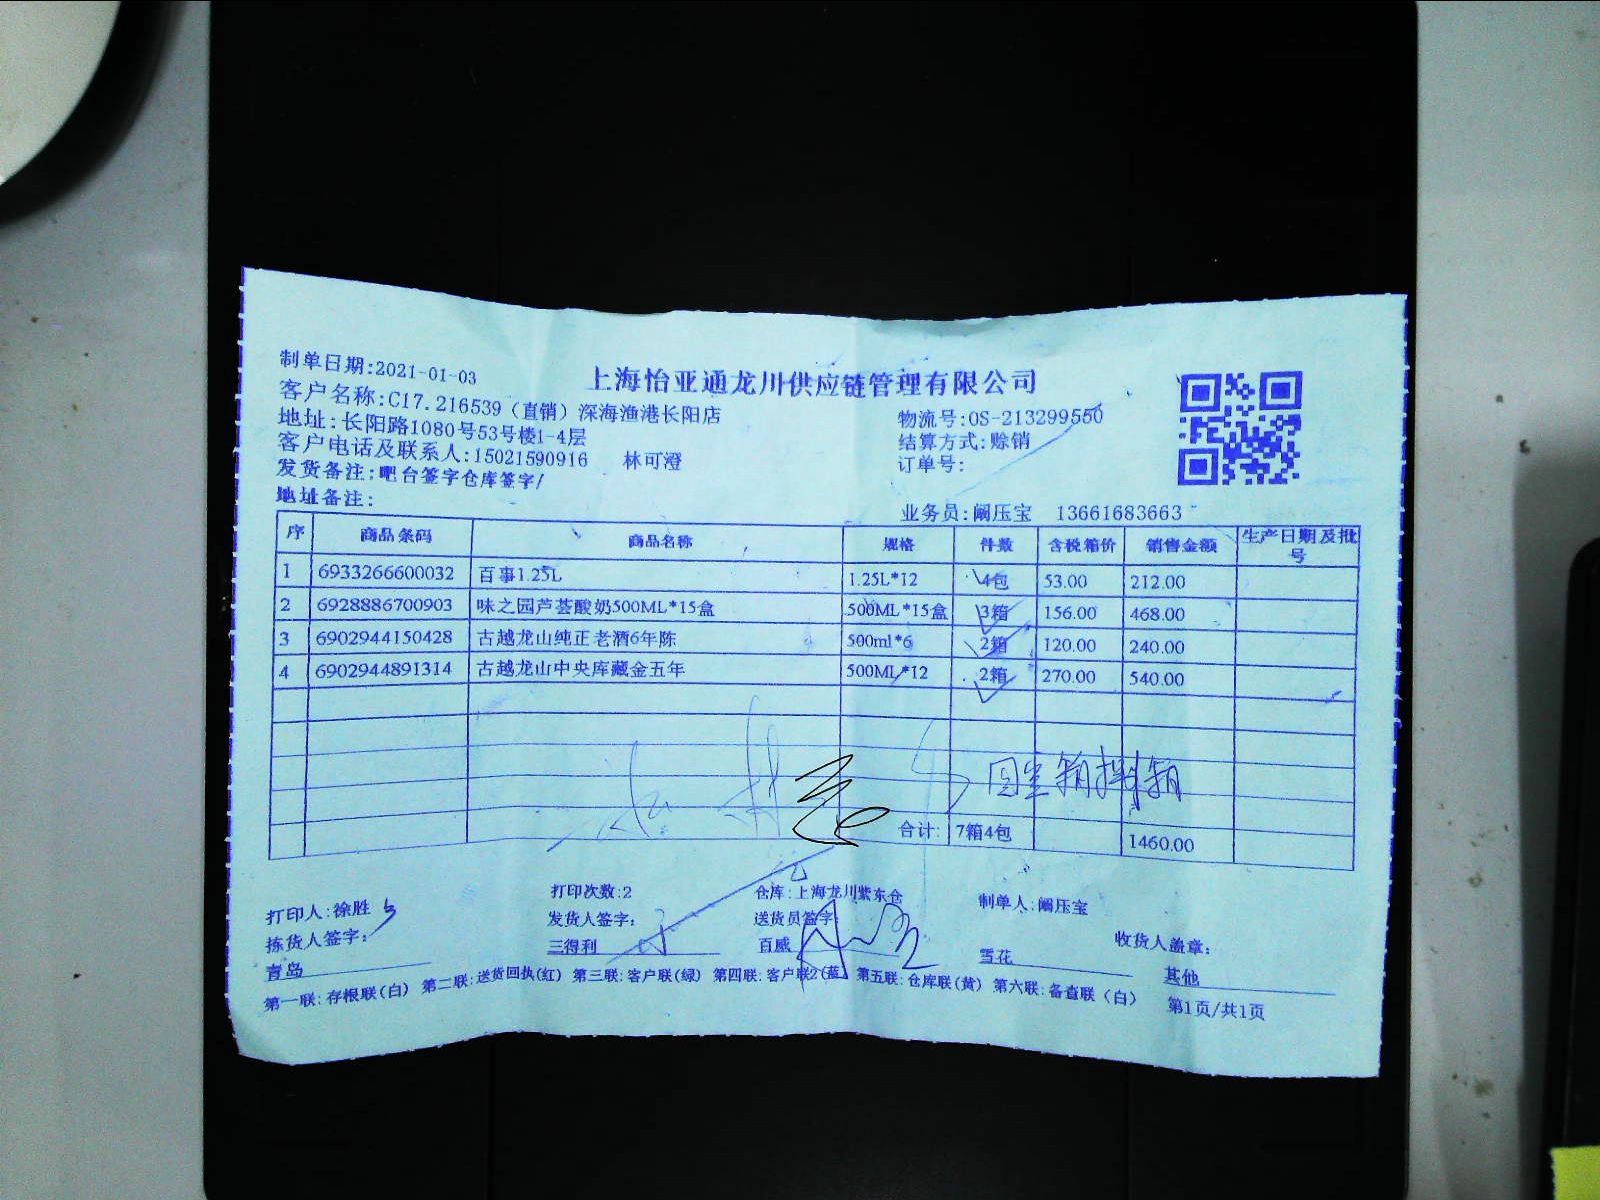 制单日期:2021-01-03
上海怡亚通龙川供应链管理有限公司
客户名称:C17.216539（直销）深海渔港长阳店
物流号:OS-213299550
地址:长阳路1080号53号楼1-4层
结算方式:赊销
客户电话及联系人:15021590916 林可澄
订单号:
发货备注:吧台签字仓库签字/
地址备注:
业务员:阚压宝 13661683663
序 商品条码 商品名称 规格 件数 含税箱价 销售金额 生产日期及批号
1 6933266600032 百事1.25L 1.25L*12 4包 53.00 212.00
2 6928886700903 味之园芦荟酸奶500ML*15盒 500ML*15盒 3箱 156.00 468.00
3 6902944150428 古越龙山纯正老酒6年陈 500ml*6 2箱 120.00 240.00
4 6902944891314 古越龙山中央库藏金五年 500ML*12 2箱 270.00 540.00
合计: 7箱4包 1460.00
打印次数:2 仓库:上海龙川紫东仓 制单人:阚压宝
打印人:徐胜
发货人签字: 送货员签字:
拣货人签字: 收货人盖章:
青岛 三得利 百威 雪花 其他
第一联:存根联(白) 第二联:送货回执(红) 第三联:客户联(绿) 第四联:客户联2(蓝) 第五联:仓库联(黄) 第六联:备查联（白）
第1页/共1页